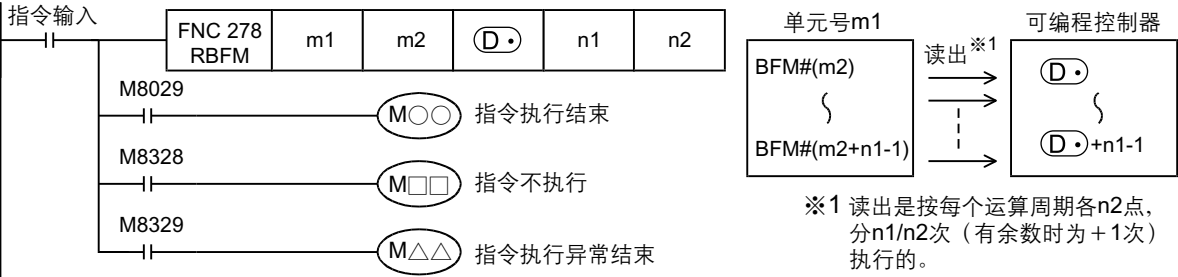 指令输入
FNC 278 RBFM m1 m2 D· n1 n2
M8029
M○○ 指令执行结束
M8328
M□□ 指令不执行
M8329
M△△ 指令执行异常结束
单元号m1 可编程控制器
读出※1
BFM#(m2) D·
BFM#(m2+n1-1) D·+n1-1
※1 读出是按每个运算周期各n2点,
分n1/n2次（有余数时为＋1次）
执行的。